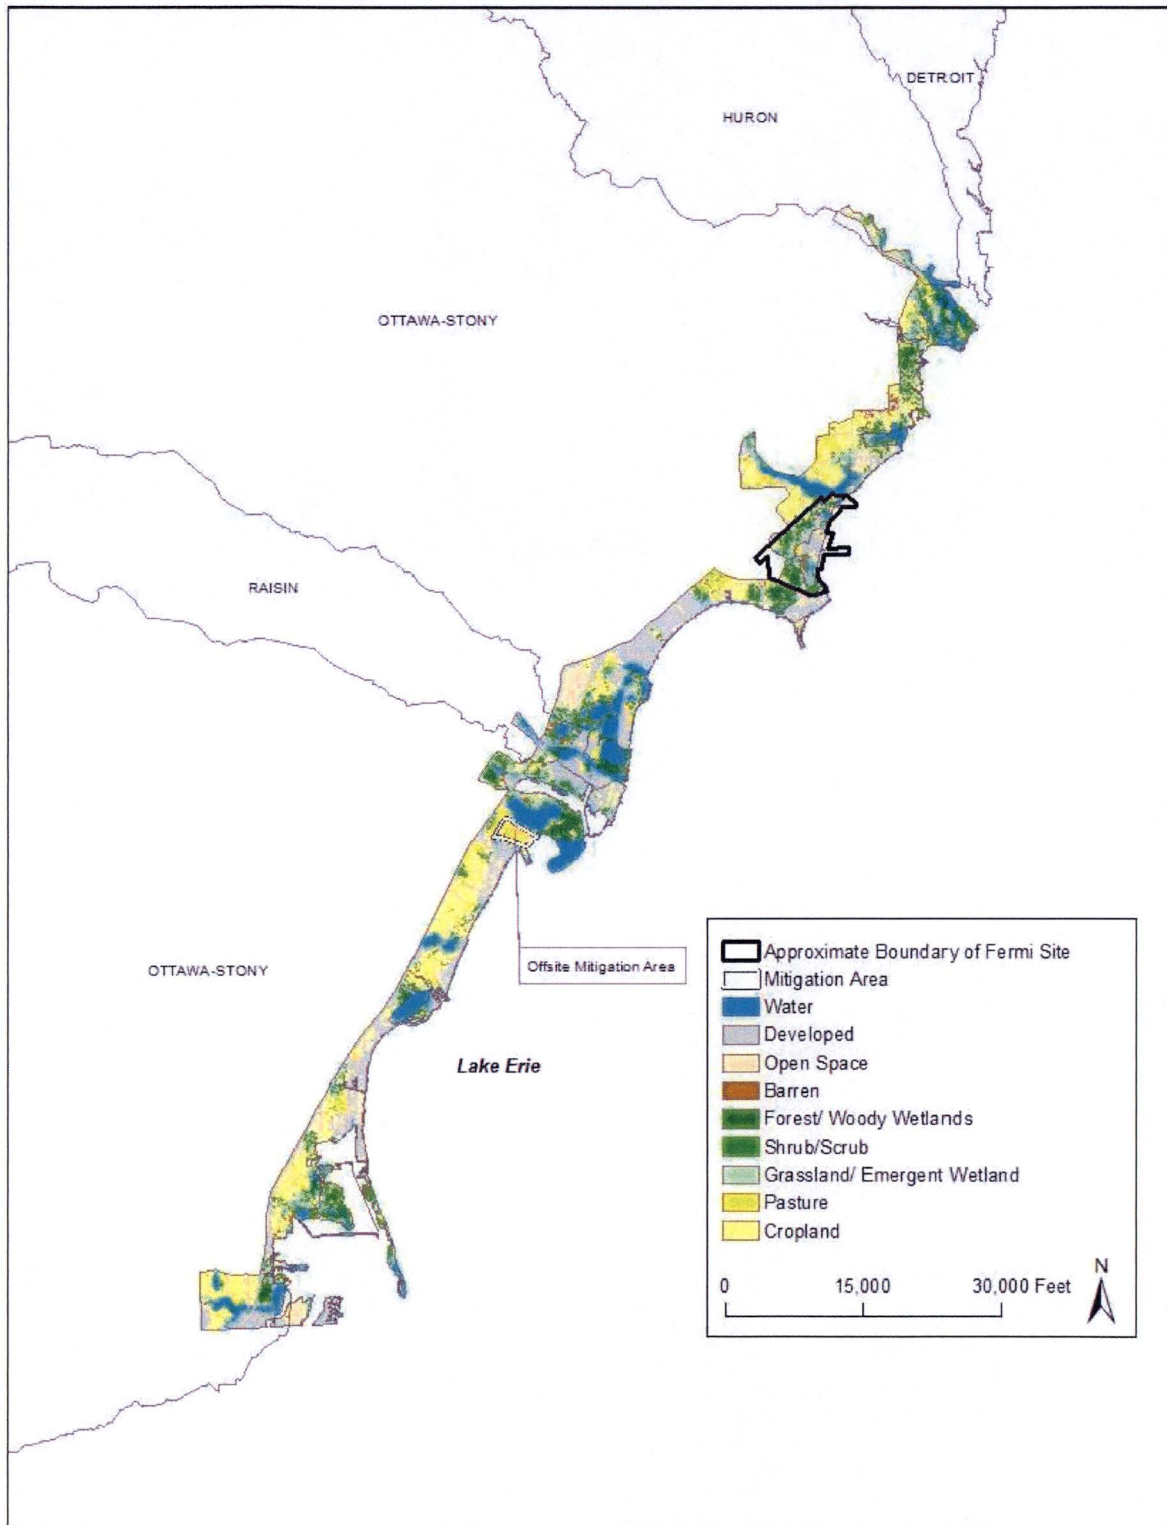 DETROIT
HURON
OTTAWA-STONY
RAISIN
Offsite Mitigation Area
OTTAWA-STONY
Lake Erie
Approximate Boundary of Fermi Site
Mitigation Area
Water
Developed
Open Space
Barren
Forest/ Woody Wetlands
Shrub/Scrub
Grassland/ Emergent Wetland
Pasture
Cropland
N
0 15,000 30,000 Feet